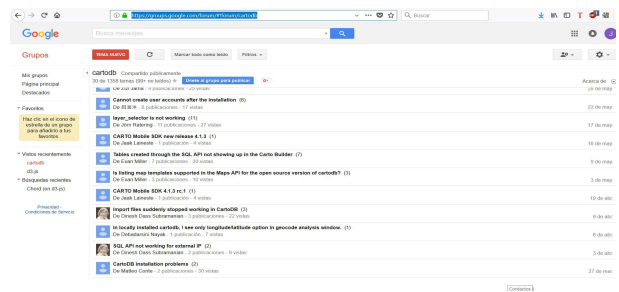 https://groups.google.com/forum/#!forum/cartodb
Buscar
Google
Buscar mensajes
Grupos
TEMA NUEVO
Marcar todo como leído
Filtros
Mis grupos
Página principal
Destacados
Favoritos
Haz clic en el icono de
estrella de un grupo
para añadirlo a tus
favoritos
Vistos recientemente
cartodb
d3.js
Búsquedas recientes
Chord (en d3-js)
Privacidad -
Condiciones de Servicio
cartodb Compartido públicamente
30 de 1358 temas (99+ no leídos)
Únete al grupo para publicar
G+
Acerca de
28 de may
Cannot create user accounts after the installation (6)
22 de may
layer_selector is not working (11)
De Jörn Ratering - 11 publicaciones - 27 vistas
17 de may
CARTO Mobile SDK new release 4.1.3 (1)
De Jaak Laineste - 1 publicación - 4 vistas
16 de may
Tables created through the SQL API not showing up in the Carto Builder (7)
De Evan Miller - 7 publicaciones - 20 vistas
Is listing map templates supported in the Maps API for the open source version of cartodb? (3)
De Evan Miller - 3 publicaciones - 10 vistas
3 de may
CARTO Mobile SDK 4.1.3 rc.1 (1)
De Jaak Laineste - 1 publicación - 4 vistas
19 de abr
Import files suddenly stopped working in CartoDB (3)
De Dinesh Dass Subramanian - 3 publicaciones - 22 vistas
9 de abr
In locally installed cartodb, I see only longitude/latitude option in geocode analysis window. (1)
De Debadarsini Nayak - 1 publicación - 7 vistas
6 de abr
SQL API not working for external IP (2)
De Dinesh Dass Subramanian - 2 publicaciones - 9 vistas
3 de abr
CartoDB installation problems (2)
De Matteo Conte - 2 publicaciones - 30 vistas
27 de mar
Contactos